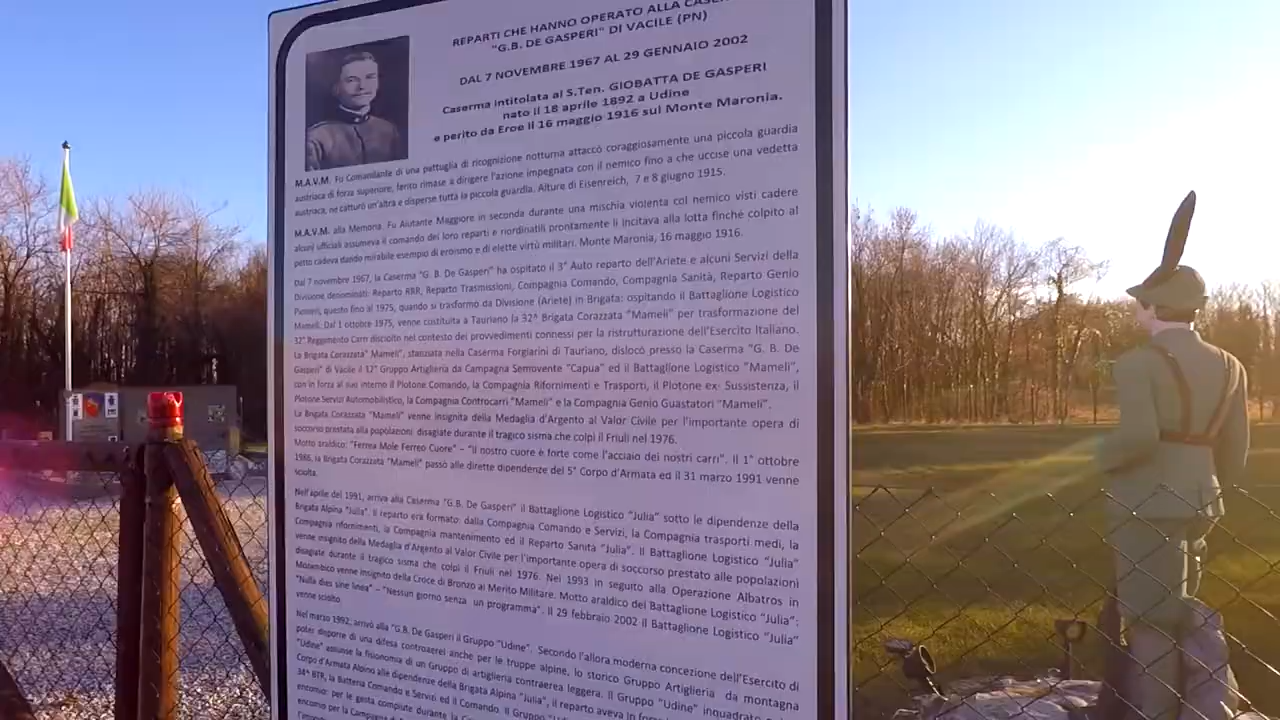 REPARTI CHE HANNO OPERATO ALLA
"G.B. DE GASPERI" DI VACILE (PN)
DAL 7 NOVEMBRE 1967 AL 29 GENNAIO 2002
Caserma intitolata al S.Ten. GIOBATTA DE GASPERI
nato il 18 aprile 1892 a Udine
e perito da Eroe il 16 maggio 1916 sul Monte Maronia.
M.A.V.M. Fu Comandante di una pattuglia di ricognizione notturna attaccò coraggiosamente una piccola guardia
austriaca di forza superiore, ferito rimase a dirigere l'azione impegnata con il nemico fino a che uccise una vedetta
austriaca, ne catturò un'altra e disperse tutta la piccola guardia. Alture di Eisenreich, 7 e 8 giugno 1915.
M.A.V.M. alla Memoria. Fu Aiutante Maggiore in seconda durante una mischia violenta col nemico visti cadere
alcuni ufficiali assumeva il comando dei loro reparti e riordinatili prontamente li incitava alla lotta finché colpito al
petto cadeva dando mirabile esempio di eroismo e di elette virtù militari. Monte Maronia, 16 maggio 1916.
Dal 7 novembre 1967, la Caserma "G. B. De Gasperi" ha ospitato il 3° Auto reparto dell'Ariete e alcuni Servizi della
Divisione, denominati: Reparto RRR, Reparto Trasmissioni, Compagnia Comando, Compagnia Sanità, Reparto Genio
Pionieri, questo fino al 1975, quando si trasformo da Divisione (Ariete) in Brigata: ospitando il Battaglione Logistico
Mameli. Dal 1 ottobre 1975, venne costituita a Tauriano la 32^ Brigata Corazzata "Mameli" per trasformazione del
32° Reggimento Carri disciolto nel contesto dei provvedimenti connessi per la ristrutturazione dell'Esercito Italiano.
La Brigata Corazzata" Mameli", stanziata nella Caserma Forgiarini di Tauriano, dislocò presso la Caserma "G. B. De
Gasperi" di Vacile il 12° Gruppo Artiglieria da Campagna Semovente "Capua" ed il Battaglione Logistico "Mameli",
con in forza al suo interno il Plotone Comando, la Compagnia Rifornimenti e Trasporti, il Plotone ex- Sussistenza, il
Plotone Servizi Automobilistico, la Compagnia Controcarri "Mameli" e la Compagnia Genio Guastatori "Mameli".
La Brigata Corazzata "Mameli" venne insignita della Medaglia d'Argento al Valor Civile per l'importante opera di
soccorso prestata alla popolazioni disagiate durante il tragico sisma che colpì il Friuli nel 1976.
Motto araldico: "Ferrea Mole Ferreo Cuore" – "Il nostro cuore è forte come l'acciaio dei nostri carri". Il 1° ottobre
1986, la Brigata Corazzata "Mameli" passò alle dirette dipendenze del 5° Corpo d'Armata ed il 31 marzo 1991 venne
sciolta.
Nell'aprile del 1991, arriva alla Caserma "G.B. De Gasperi" il Battaglione Logistico "Julia" sotto le dipendenze della
Brigata Alpina "Julia". Il reparto era formato: dalla Compagnia Comando e Servizi, la Compagnia trasporti medi, la
Compagnia rifornimenti, la Compagnia mantenimento ed il Reparto Sanità "Julia". Il Battaglione Logistico "Julia"
venne insignito della Medaglia d'Argento al Valor Civile per l'importante opera di soccorso prestato alle popolazioni
disagiate durante il tragico sisma che colpì il Friuli nel 1976. Nel 1993 in seguito alla Operazione Albatros in
Mozambico venne insignito della Croce di Bronzo al Merito Militare. Motto araldico del Battaglione Logistico "Julia":
"Nulla dies sine linea" – "Nessun giorno senza un programma". Il 29 febbraio 2002 il Battaglione Logistico "Julia"
venne sciolto.
Nel marzo 1992, arrivò alla "G.B. De Gasperi il Gruppo "Udine". Secondo l'allora moderna concezione dell'Esercito di
poter disporre di una difesa controaerei anche per le truppe alpine, lo storico Gruppo Artiglieria da montagna
"Udine" assunse la fisionomia di un Gruppo di artiglieria contraerea leggera. Il Gruppo "Udine" inquadrato
Corpo d'Armata Alpino alle dipendenze della Brigata Alpina "Julia", il reparto aveva in
34^ BTR, la Batteria Comando e Servizi ed il Comando. Il Gruppo
encomio: per le gesta compiute durante la
encomio per la